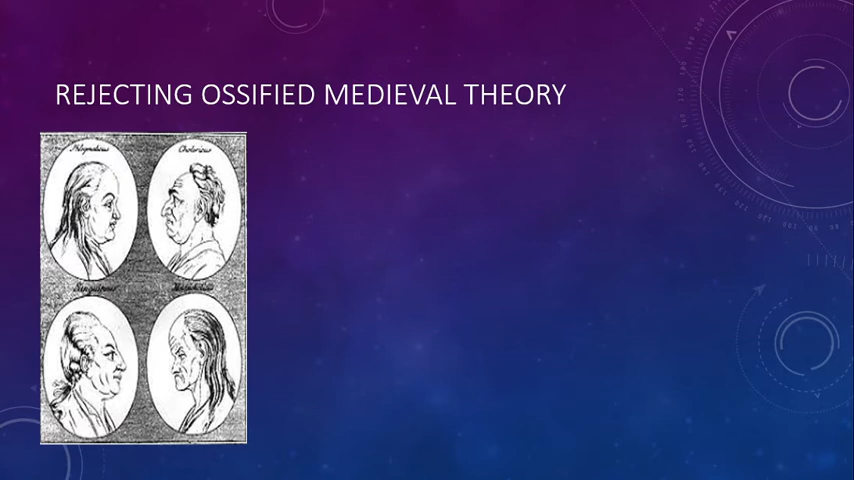 REJECTING OSSIFIED MEDIEVAL THEORY
Phlegmaticus
Cholericus